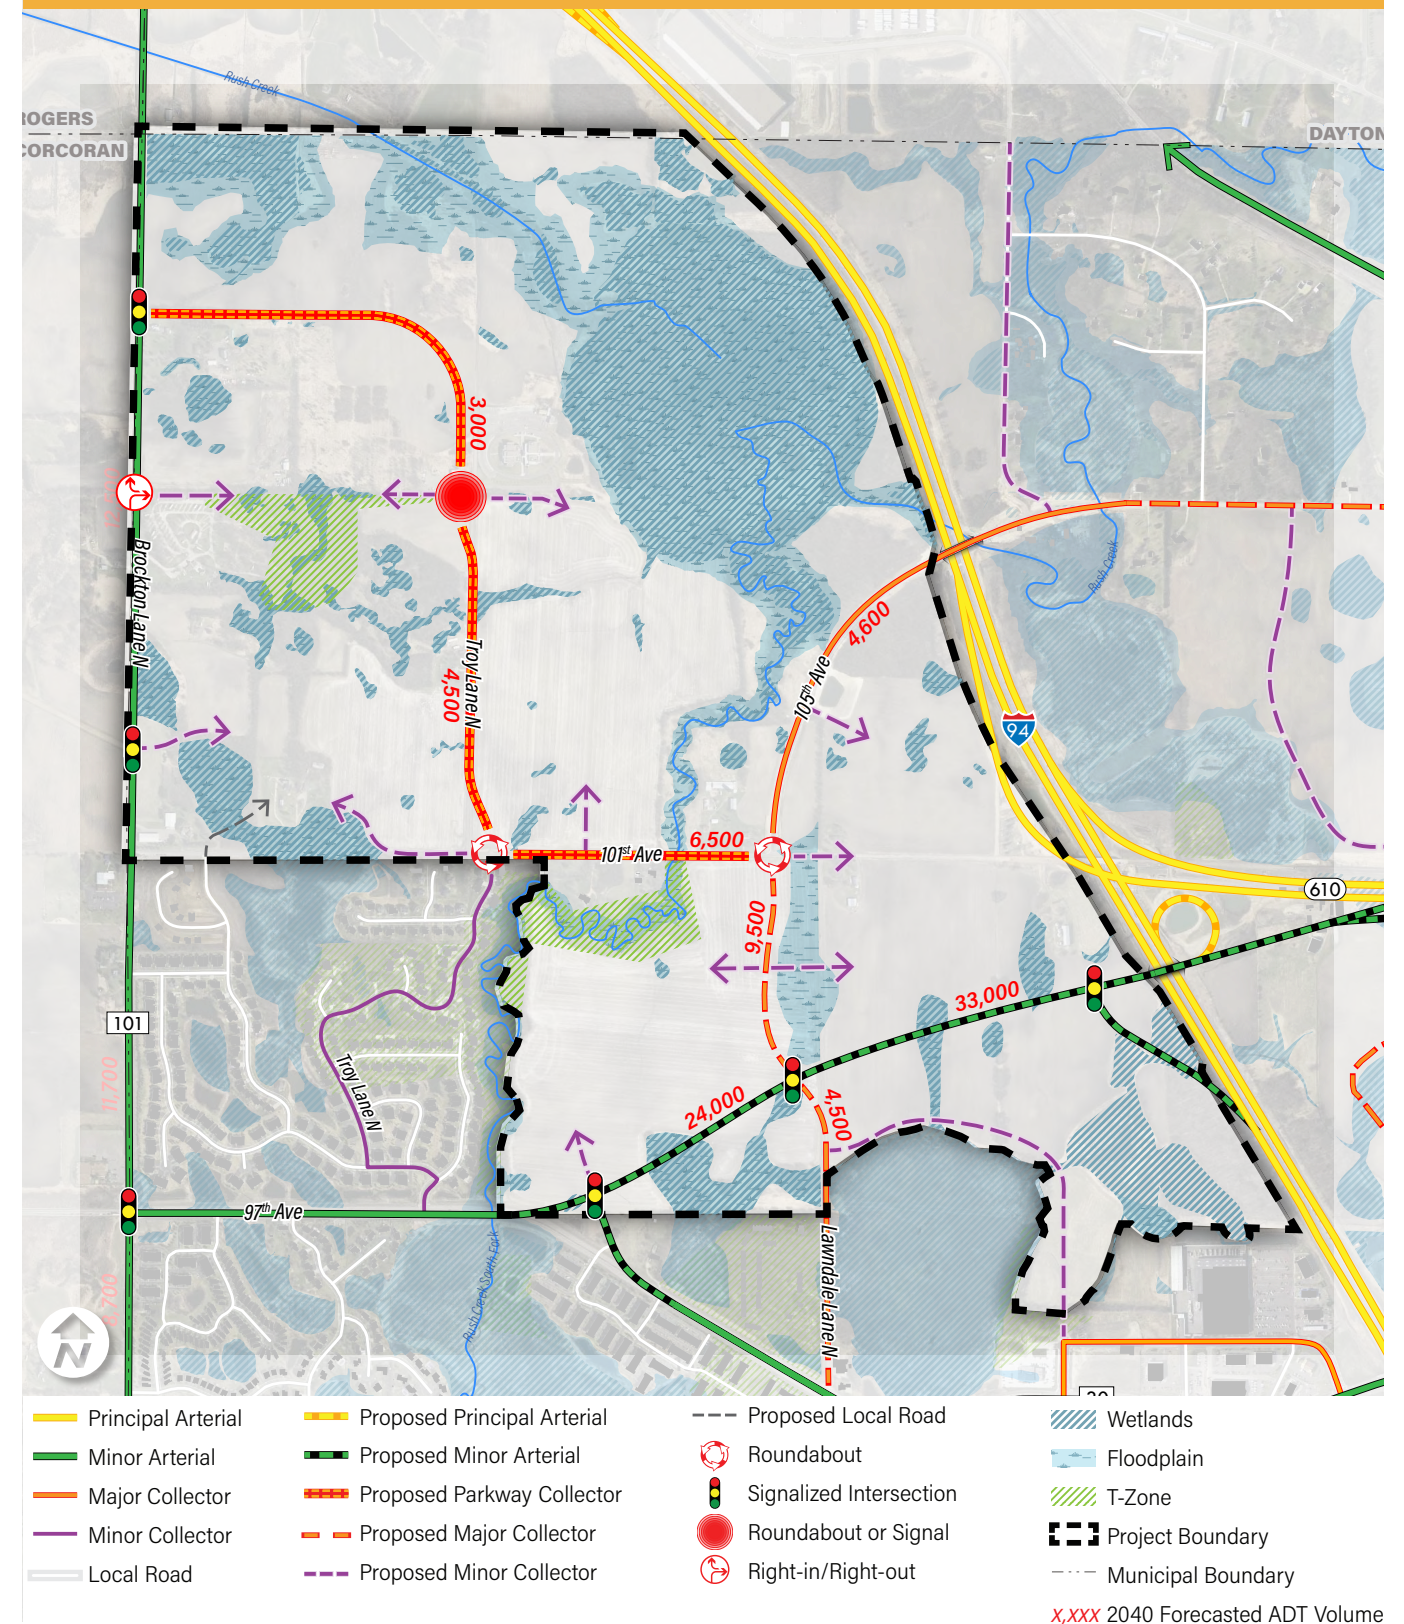 Rush Creek
ROGERS
CORCORAN
DAYTON
3,000
Brockton Lane N
Troy Lane N
4,500
4,600
105th Ave
Rush Creek
94
6,500
101st Ave
610
9,500
33,000
101
11,700
Troy Lane N
24,000
4,500
97th Ave
Rush Creek South Fork
Lawndale Lane N
N
Principal Arterial
Minor Arterial
Major Collector
Minor Collector
Local Road
Proposed Principal Arterial
Proposed Minor Arterial
Proposed Parkway Collector
Proposed Major Collector
Proposed Minor Collector
Proposed Local Road
Roundabout
Signalized Intersection
Roundabout or Signal
Right-in/Right-out
Wetlands
Floodplain
T-Zone
Project Boundary
Municipal Boundary
X,XXX 2040 Forecasted ADT Volume